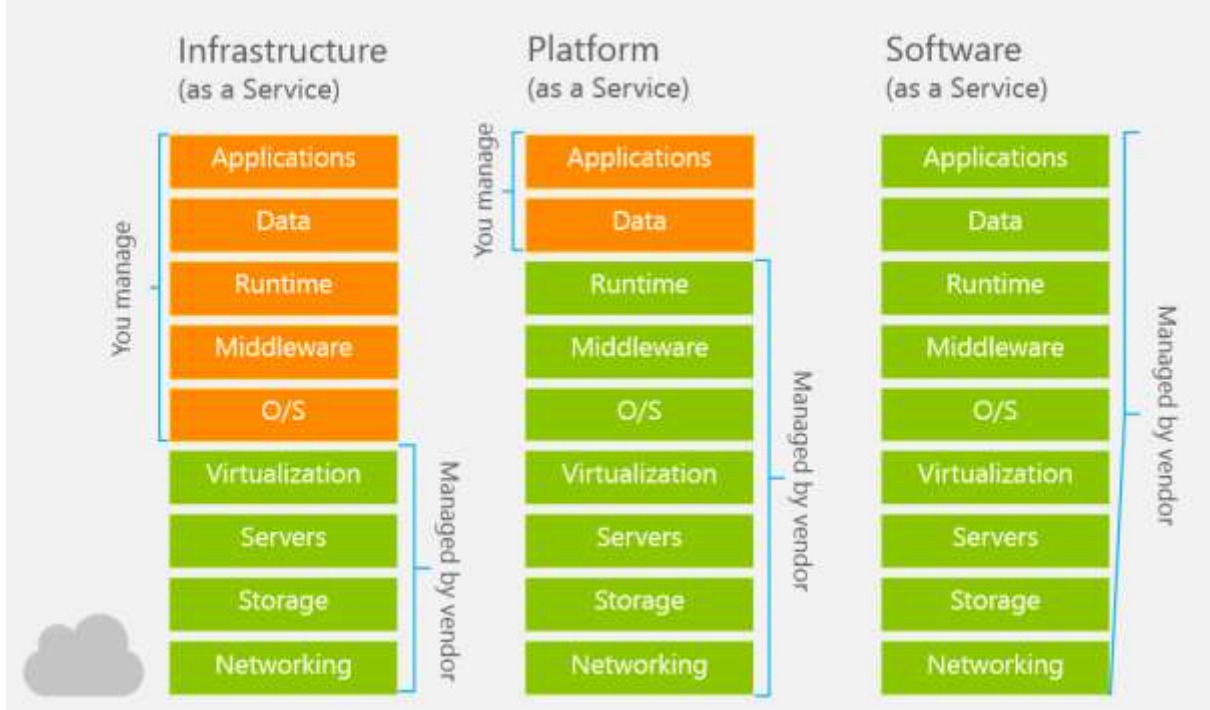 Infrastructure
(as a Service)
You manage
Applications
Data
Runtime
Middleware
O/S
Virtualization
Servers
Storage
Networking
Managed by vendor
Platform
(as a Service)
You manage
Applications
Data
Runtime
Middleware
O/S
Virtualization
Servers
Storage
Networking
Managed by vendor
Software
(as a Service)
Applications
Data
Runtime
Middleware
O/S
Virtualization
Servers
Storage
Networking
Managed by vendor